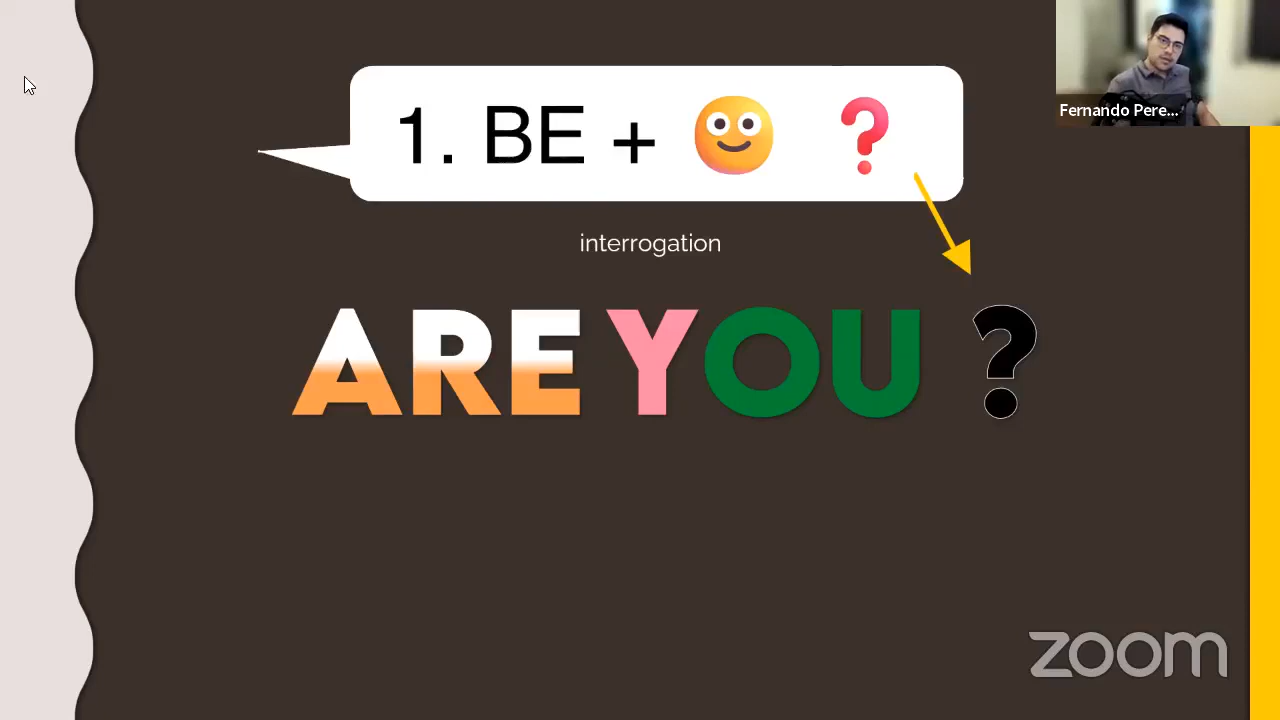 1. BE + ?
Fernando Pere...
interrogation
ARE YOU ?
zoom